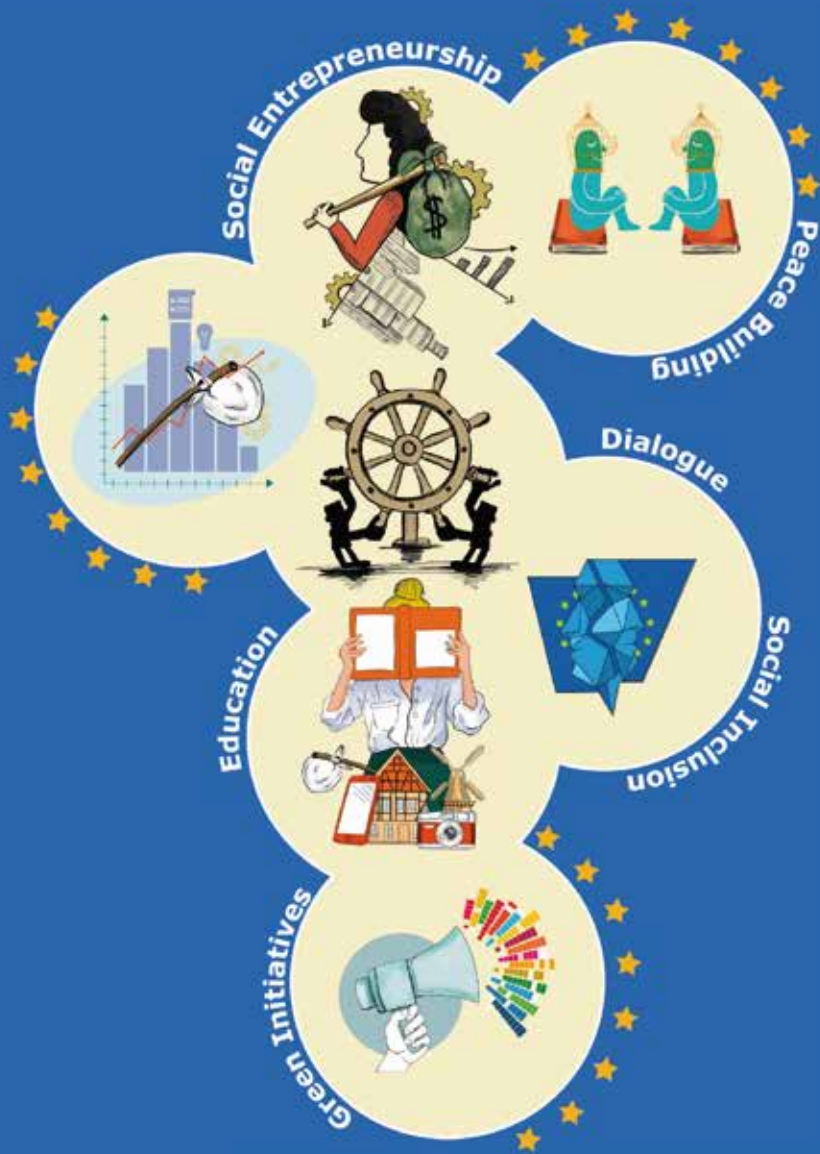 Social Entrepreneurship
Peace Building
$
Dialogue
Social Inclusion
Education
Green Initiatives